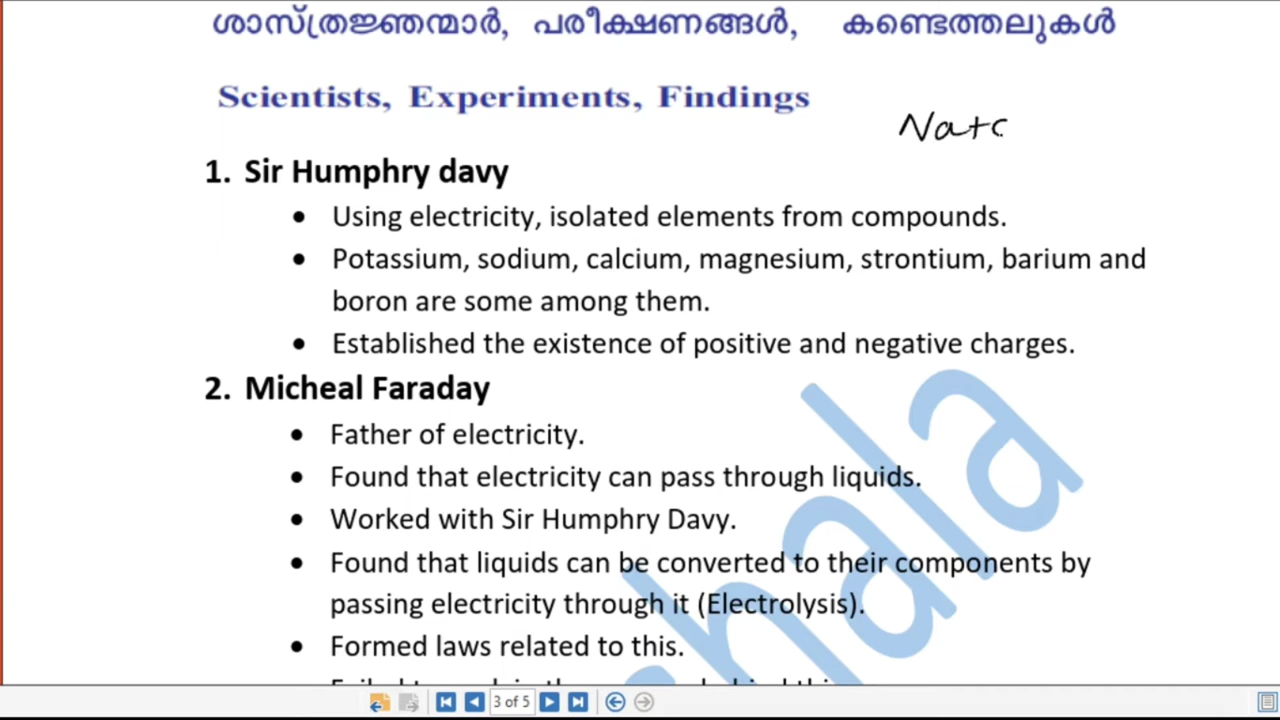 ശാസ്ത്രജ്ഞന്മാർ, പരീക്ഷണങ്ങൾ, കണ്ടെത്തലുകൾ
Scientists, Experiments, Findings
1. Sir Humphry davy
• Using electricity, isolated elements from compounds.
• Potassium, sodium, calcium, magnesium, strontium, barium and
boron are some among them.
• Established the existence of positive and negative charges.
2. Micheal Faraday
• Father of electricity.
• Found that electricity can pass through liquids.
• Worked with Sir Humphry Davy.
• Found that liquids can be converted to their components by
passing electricity through it (Electrolysis).
• Formed laws related to this.
3 of 5